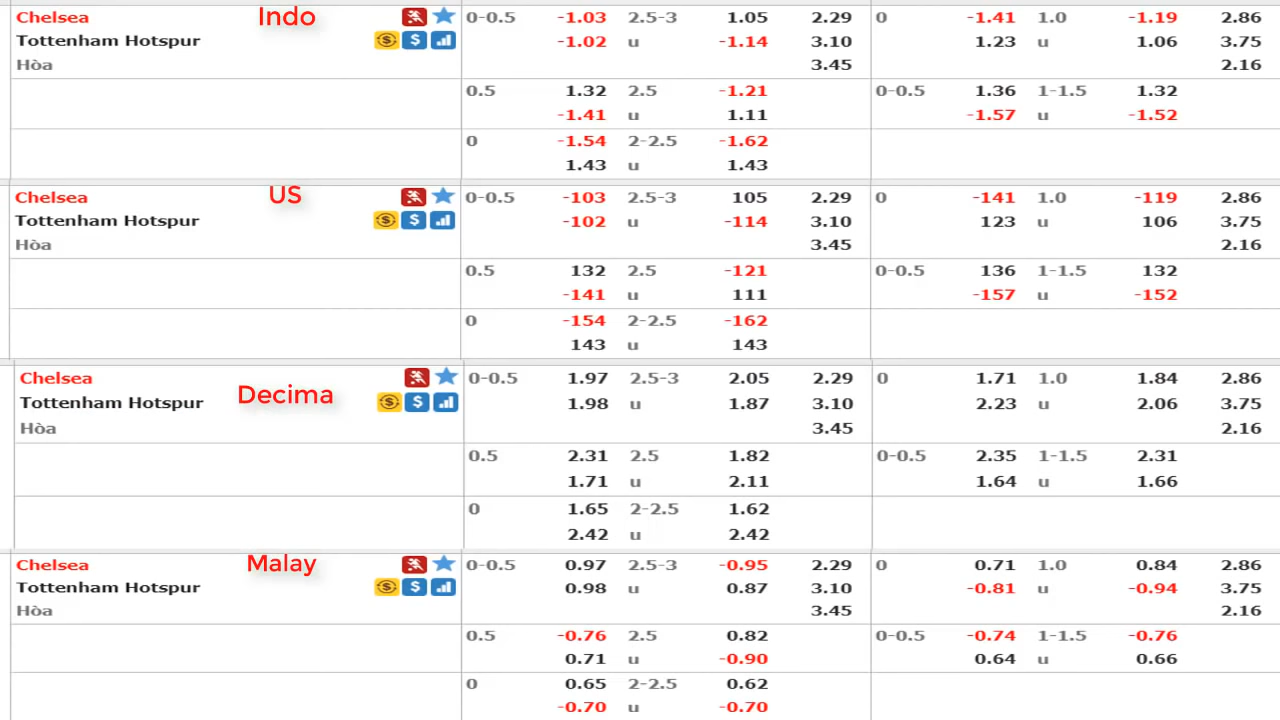 Indo
Chelsea 0-0.5 -1.03 2.5-3 1.05 2.29 0 -1.41 1.0 -1.19 2.86
Tottenham Hotspur $ $ -1.02 u -1.14 3.10 1.23 u 1.06 3.75
Hòa 3.45 2.16
0.5 1.32 2.5 -1.21 0-0.5 1.36 1-1.5 1.32
-1.41 u 1.11 -1.57 u -1.52
0 -1.54 2-2.5 -1.62
1.43 u 1.43
US
Chelsea 0-0.5 -103 2.5-3 105 2.29 0 -141 1.0 -119 2.86
Tottenham Hotspur $ $ -102 u -114 3.10 123 u 106 3.75
Hòa 3.45 2.16
0.5 132 2.5 -121 0-0.5 136 1-1.5 132
-141 u 111 -157 u -152
0 -154 2-2.5 -162
143 u 143
Decima
Chelsea 0-0.5 1.97 2.5-3 2.05 2.29 0 1.71 1.0 1.84 2.86
Tottenham Hotspur $ $ 1.98 u 1.87 3.10 2.23 u 2.06 3.75
Hòa 3.45 2.16
0.5 2.31 2.5 1.82 0-0.5 2.35 1-1.5 2.31
1.71 u 2.11 1.64 u 1.66
0 1.65 2-2.5 1.62
2.42 u 2.42
Malay
Chelsea 0-0.5 0.97 2.5-3 -0.95 2.29 0 0.71 1.0 0.84 2.86
Tottenham Hotspur $ $ 0.98 u 0.87 3.10 -0.81 u -0.94 3.75
Hòa 3.45 2.16
0.5 -0.76 2.5 0.82 0-0.5 -0.74 1-1.5 -0.76
0.71 u -0.90 0.64 u 0.66
0 0.65 2-2.5 0.62
-0.70 u -0.70